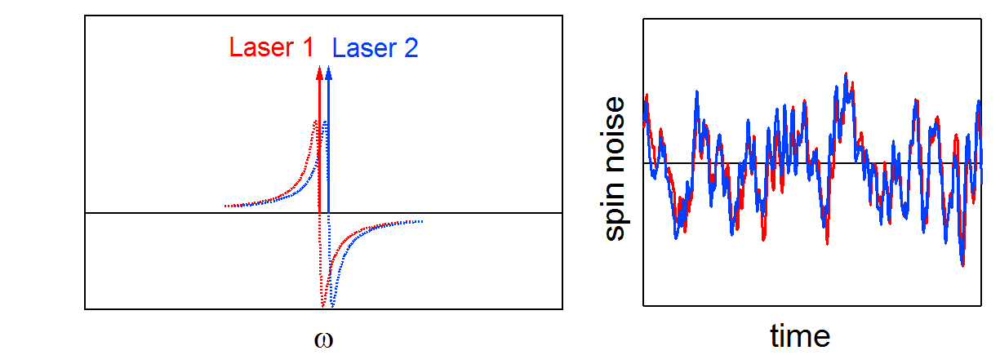 Laser 1 Laser 2
ω
spin noise
time